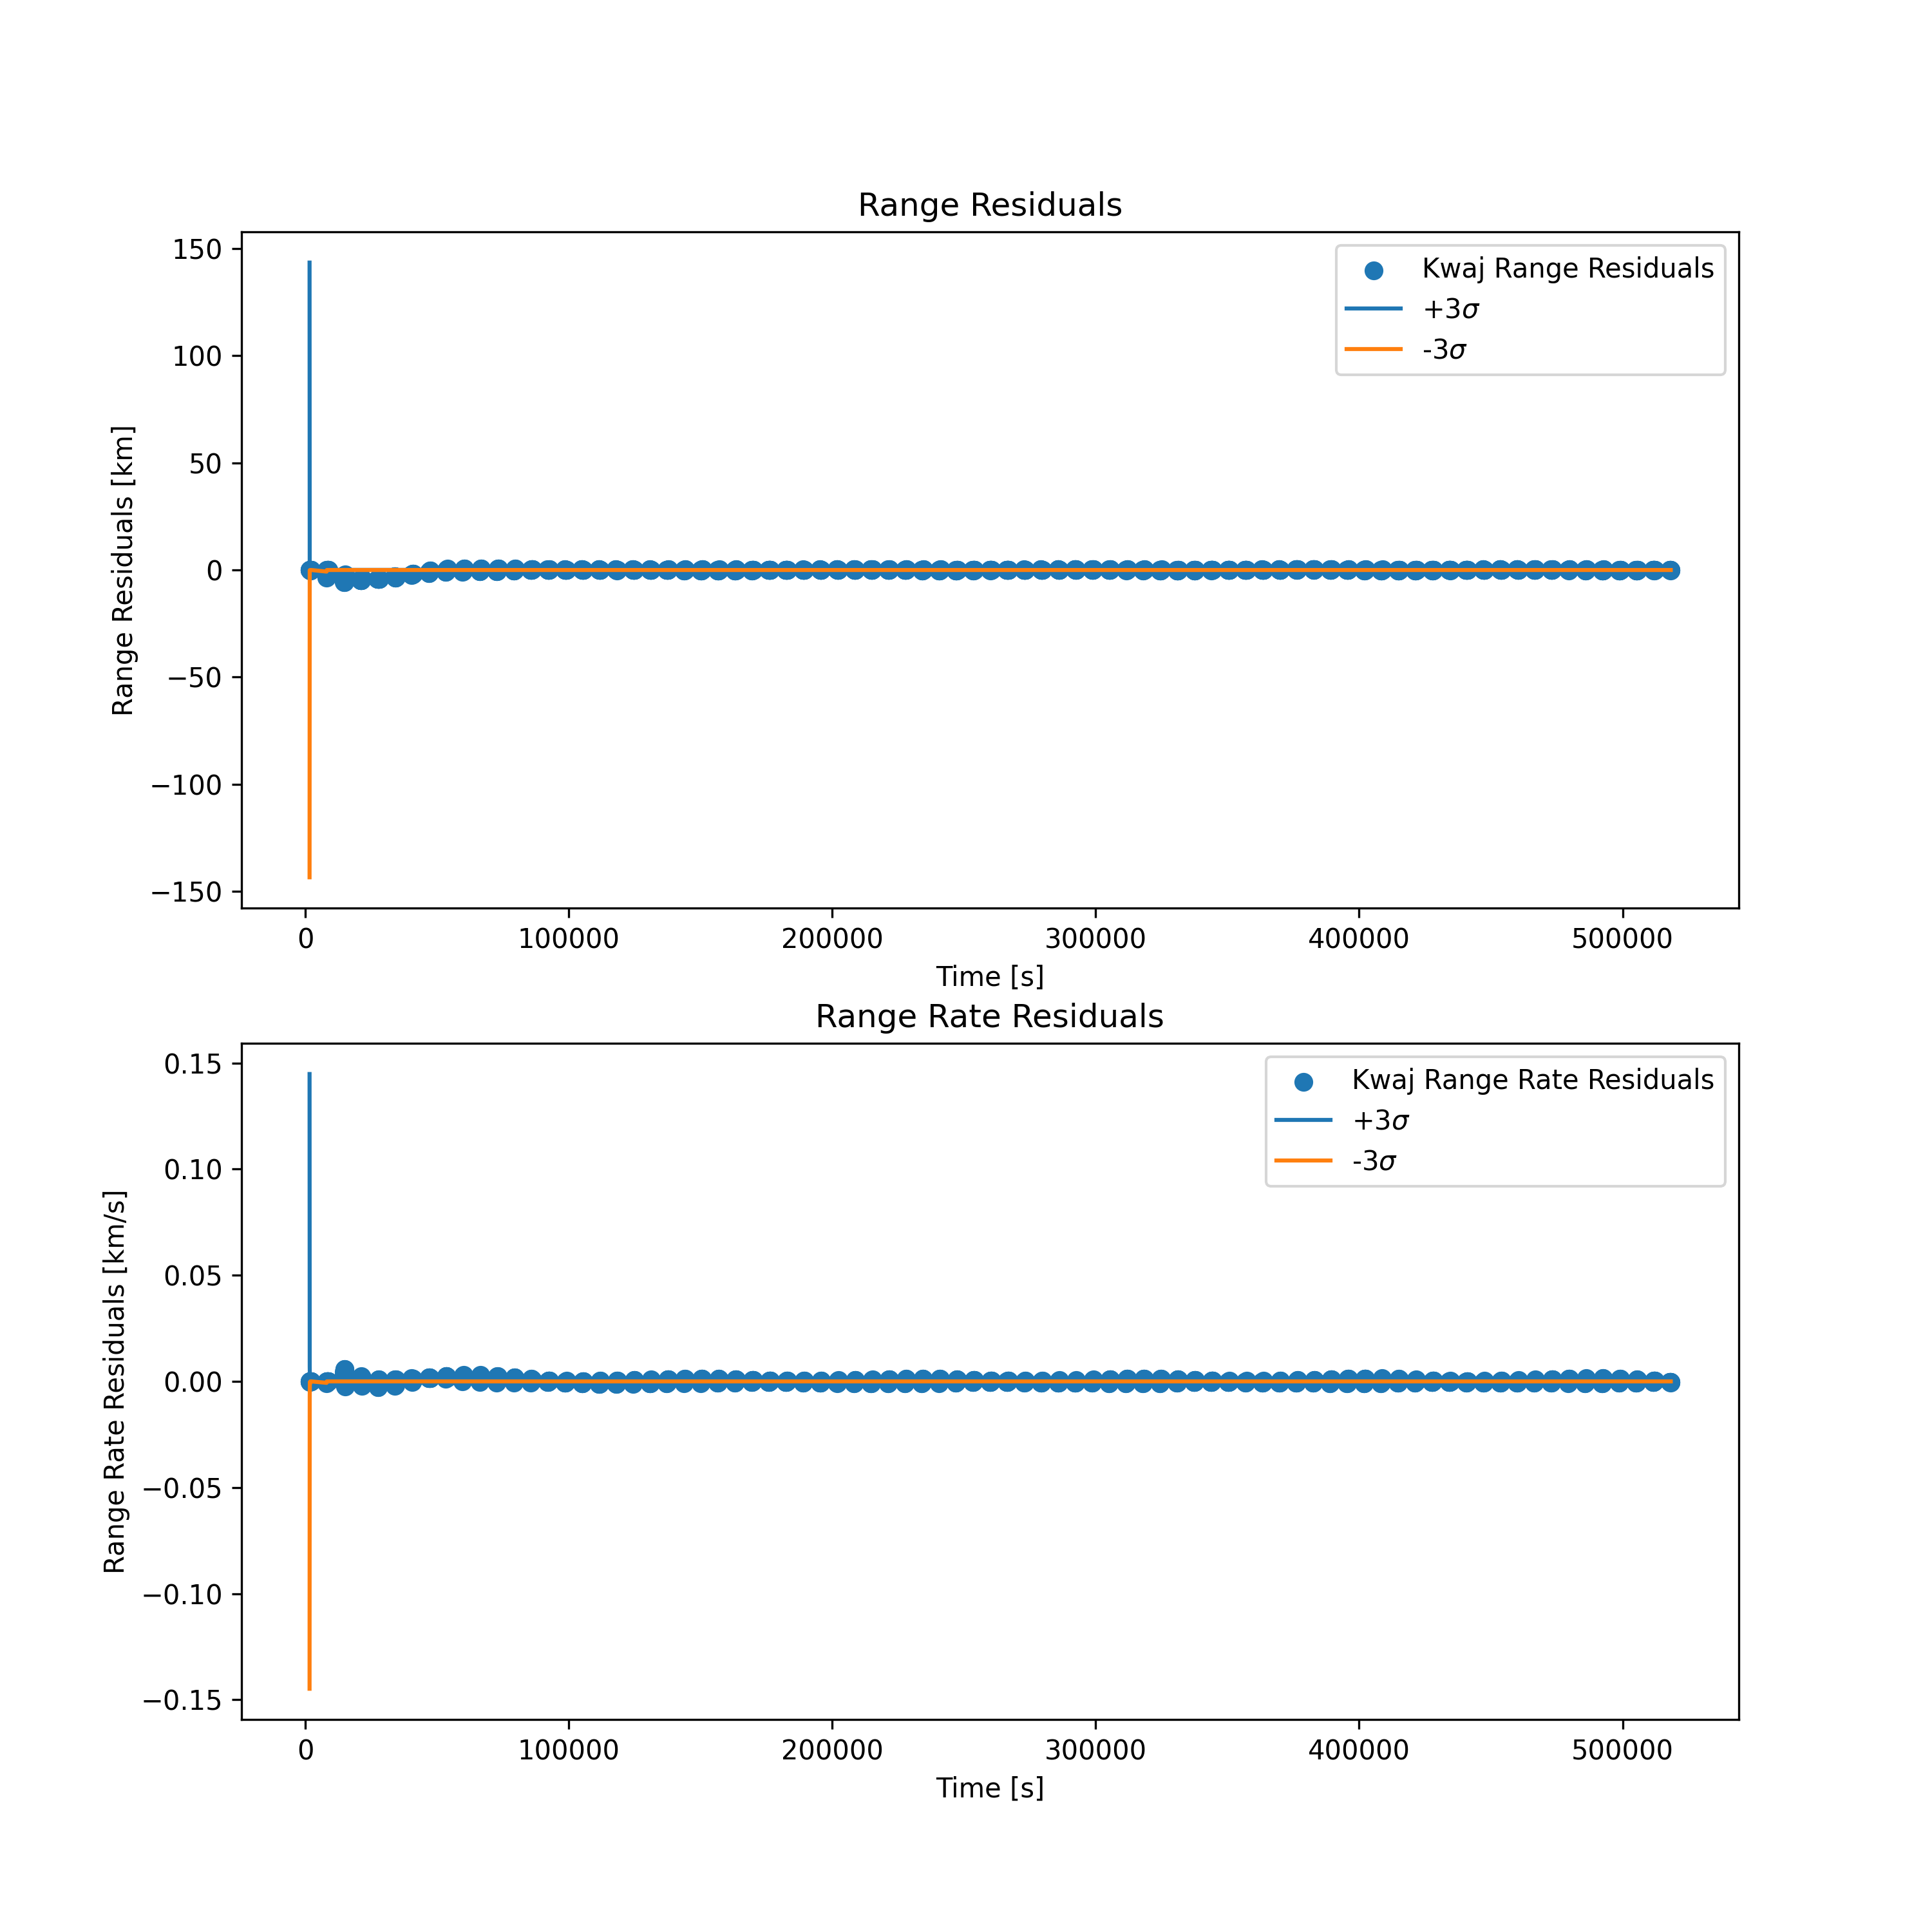 Range Residuals
150
100
50
0
−50
−100
−150
Range Residuals [km]
Kwaj Range Residuals
+3σ
-3σ
0 100000 200000 300000 400000 500000
Time [s]
Range Rate Residuals
0.15
0.10
0.05
0.00
−0.05
−0.10
−0.15
Range Rate Residuals [km/s]
Kwaj Range Rate Residuals
+3σ
-3σ
0 100000 200000 300000 400000 500000
Time [s]